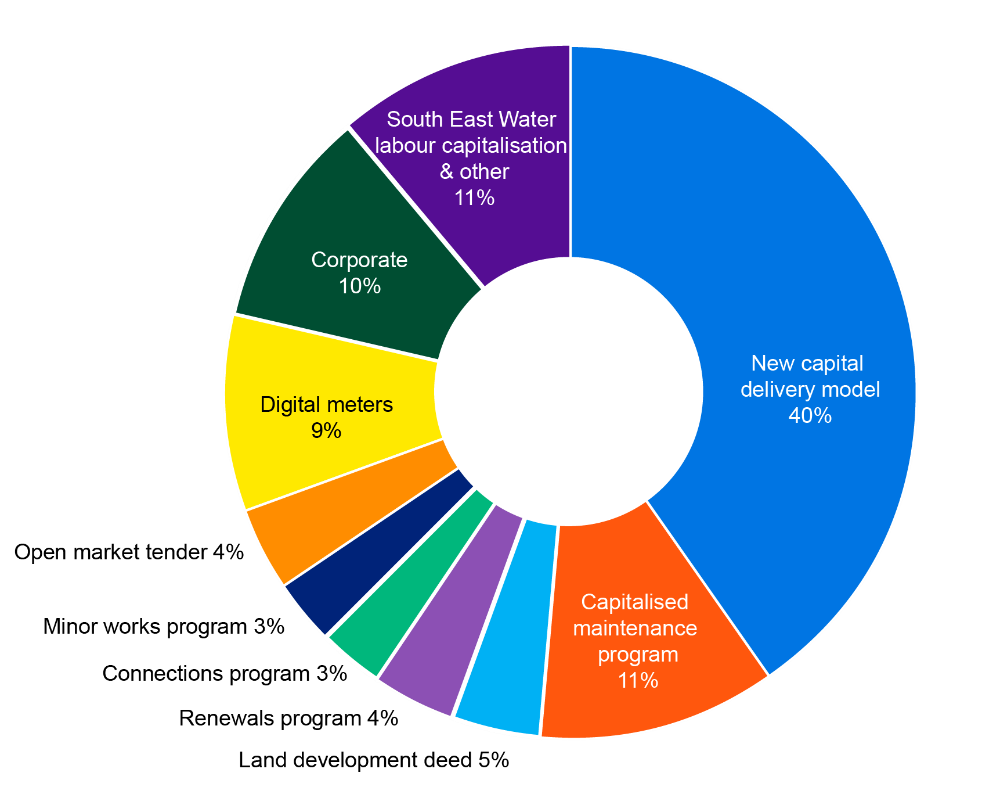 South East Water
labour capitalisation
& other
11%
Corporate
10%
New capital
delivery model
40%
Digital meters
9%
Open market tender 4%
Capitalised
maintenance
program
11%
Minor works program 3%
Connections program 3%
Renewals program 4%
Land development deed 5%